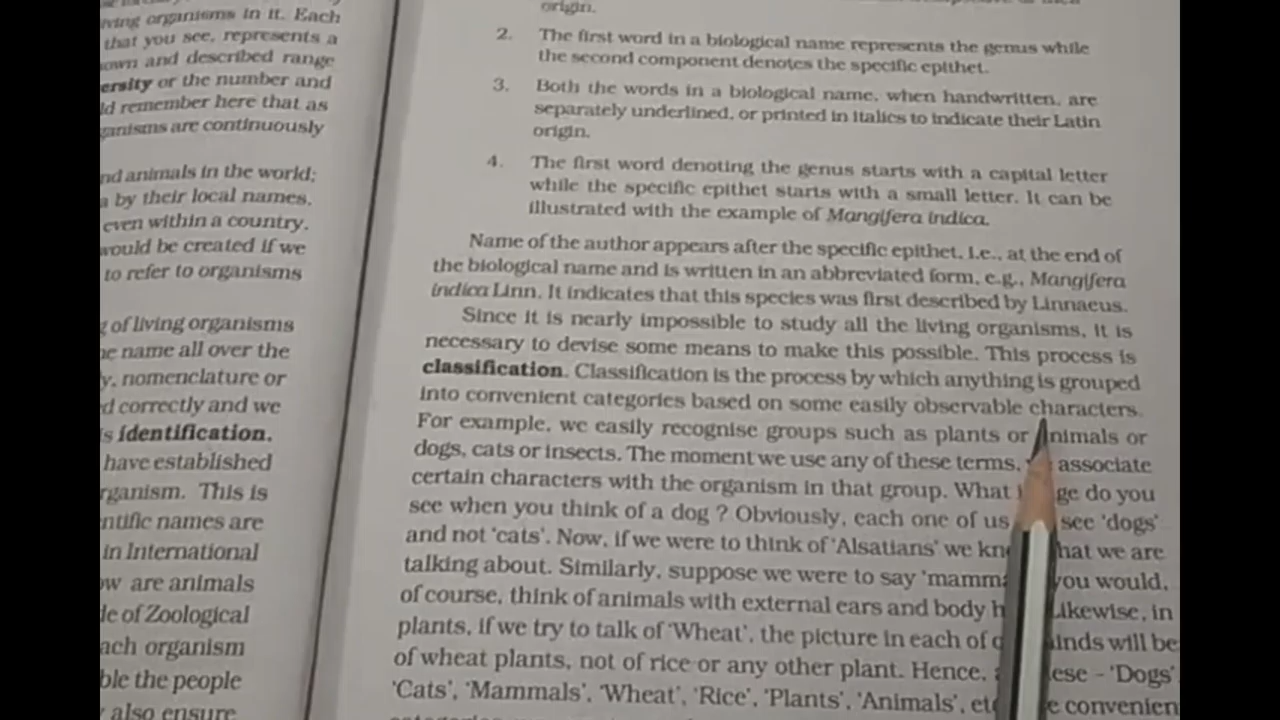 ving organisms in it. Each
that you see, represents a
own and described range
ersity or the number and
ld remember here that as
ganisms are continuously
nd animals in the world;
a by their local names,
even within a country.
would be created if we
to refer to organisms
g of living organisms
ne name all over the
y, nomenclature or
d correctly and we
s identification.
have established
rganism. This is
ntific names are
in International
ow are animals
de of Zoological
ach organism
ble the people
also ensure
origin.
2. The first word in a biological name represents the genus while
the second component denotes the specific epithet.
3. Both the words in a biological name, when handwritten, are
separately underlined, or printed in italics to indicate their Latin
origin.
4. The first word denoting the genus starts with a capital letter
while the specific epithet starts with a small letter. It can be
illustrated with the example of Mangifera indica.
Name of the author appears after the specific epithet, i.e., at the end of
the biological name and is written in an abbreviated form, e.g., Mangifera
indica Linn. It indicates that this species was first described by Linnaeus.
Since it is nearly impossible to study all the living organisms, it is
necessary to devise some means to make this possible. This process is
classification. Classification is the process by which anything is grouped
into convenient categories based on some easily observable characters.
For example, we easily recognise groups such as plants or animals or
dogs, cats or insects. The moment we use any of these terms, associate
certain characters with the organism in that group. What ge do you
see when you think of a dog ? Obviously, each one of us see 'dogs'
and not 'cats'. Now, if we were to think of 'Alsatians' we kn hat we are
talking about. Similarly, suppose we were to say 'mamma you would,
of course, think of animals with external ears and body h Likewise, in
plants, if we try to talk of 'Wheat', the picture in each of o inds will be
of wheat plants, not of rice or any other plant. Hence, ese - 'Dogs'
'Cats', 'Mammals', 'Wheat', 'Rice', 'Plants', 'Animals', etc e convenien